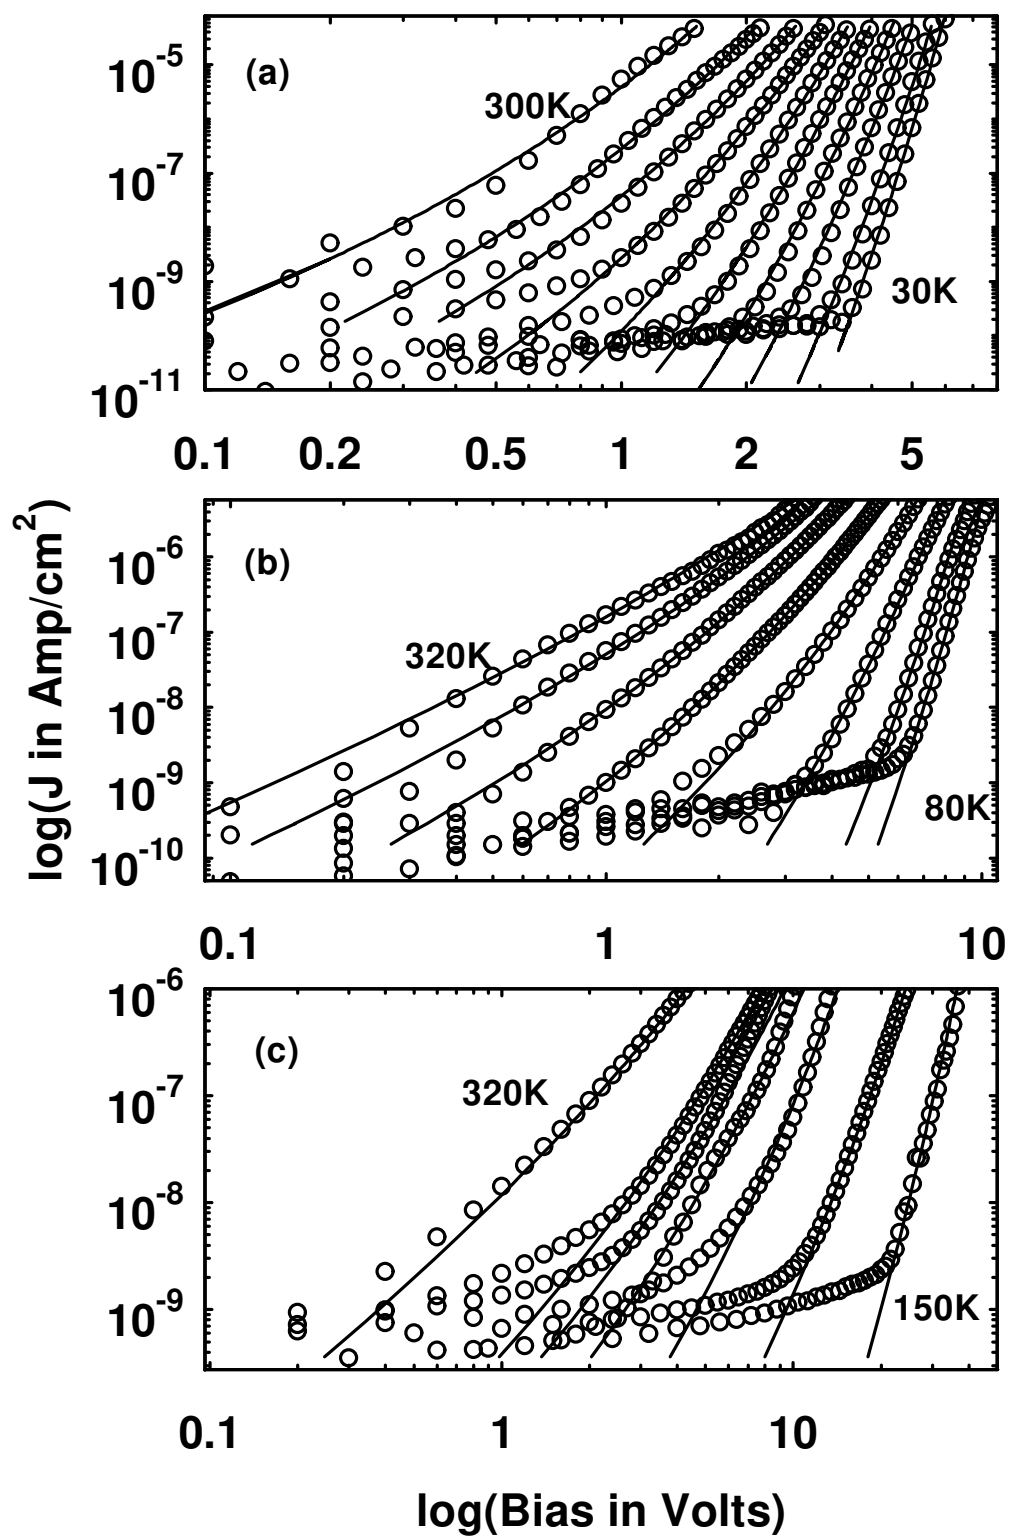 (a)
300K
30K
10^-5
10^-7
10^-9
10^-11
0.1 0.2 0.5 1 2 5
(b)
320K
80K
10^-6
10^-7
10^-8
10^-9
10^-10
0.1 1 10
log(J in Amp/cm^2)
(c)
320K
150K
10^-6
10^-7
10^-8
10^-9
0.1 1 10
log(Bias in Volts)